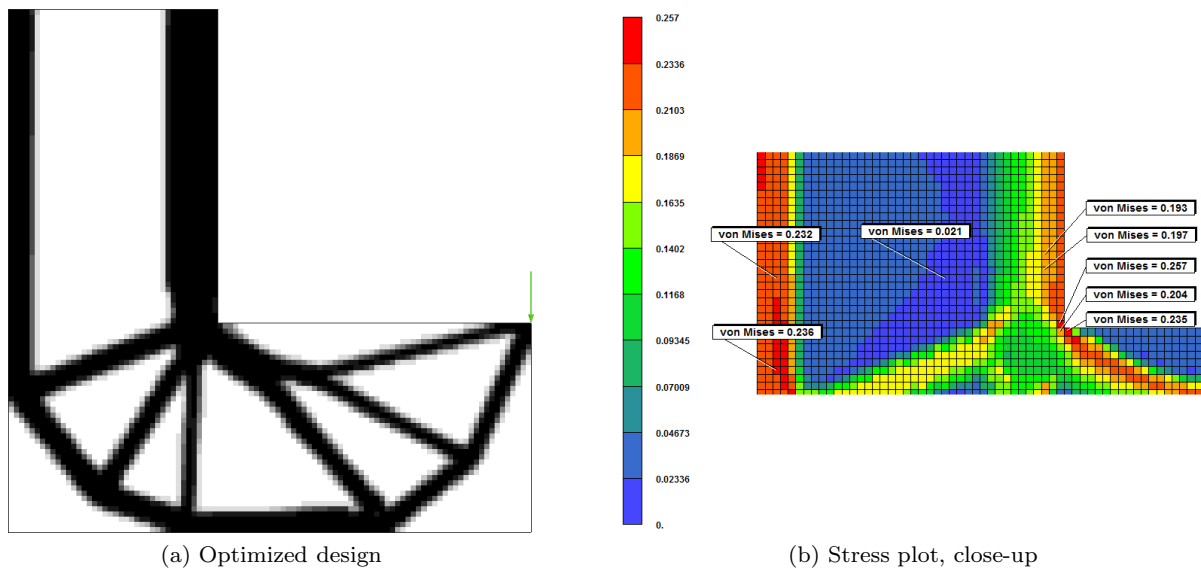 0.257
0.2336
0.2103
0.1869
0.1635
0.1402
0.1168
0.09345
0.07009
0.04673
0.02336
0.
von Mises = 0.193
von Mises = 0.232
von Mises = 0.021
von Mises = 0.197
von Mises = 0.257
von Mises = 0.204
von Mises = 0.235
von Mises = 0.236
(a) Optimized design
(b) Stress plot, close-up